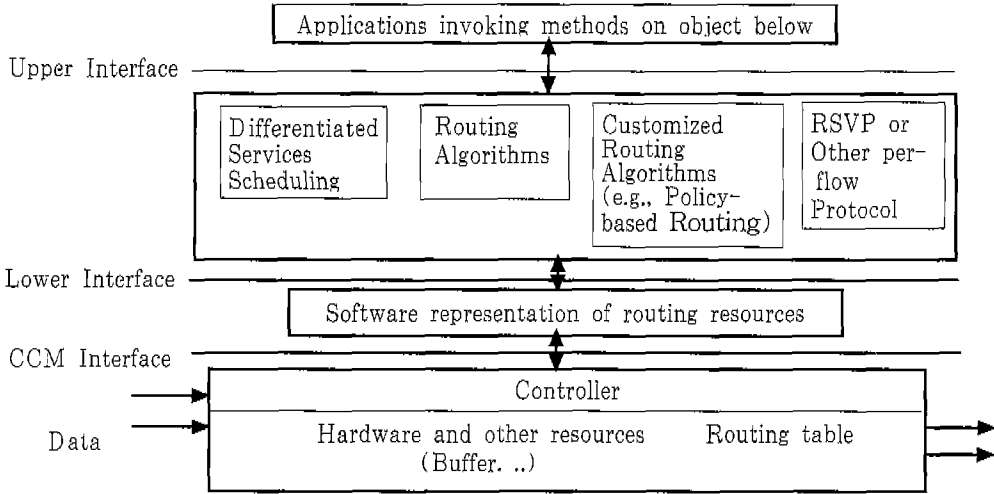 Applications invoking methods on object below
Upper Interface
Differentiated
Services
Scheduling
Routing
Algorithms
Customized
Routing
Algorithms
(e.g., Policy-
based Routing)
RSVP or
Other per-
flow
Protocol
Lower Interface
Software representation of routing resources
CCM Interface
Controller
Data
Hardware and other resources
(Buffer. ..)
Routing table